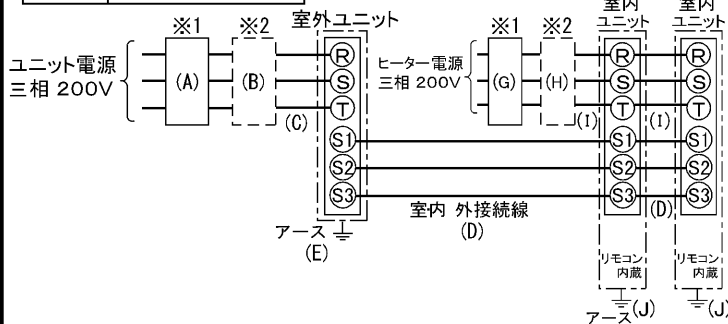 室外ユニット
室内
ユニット
室内
ユニット
※1
※2
※1
※2
ユニット電源
三相 200V
(A)
(B)
(C)
R
S
T
S1
S2
S3
ヒーター電源
三相 200V
(G)
(H)
(I)
(I)
R
S
T
S1
S2
S3
R
S
T
S1
S2
S3
室内 外接続線
(D)
(D)
アース
(E)
リモコン
内蔵
リモコン
内蔵
アース
(J)
(J)